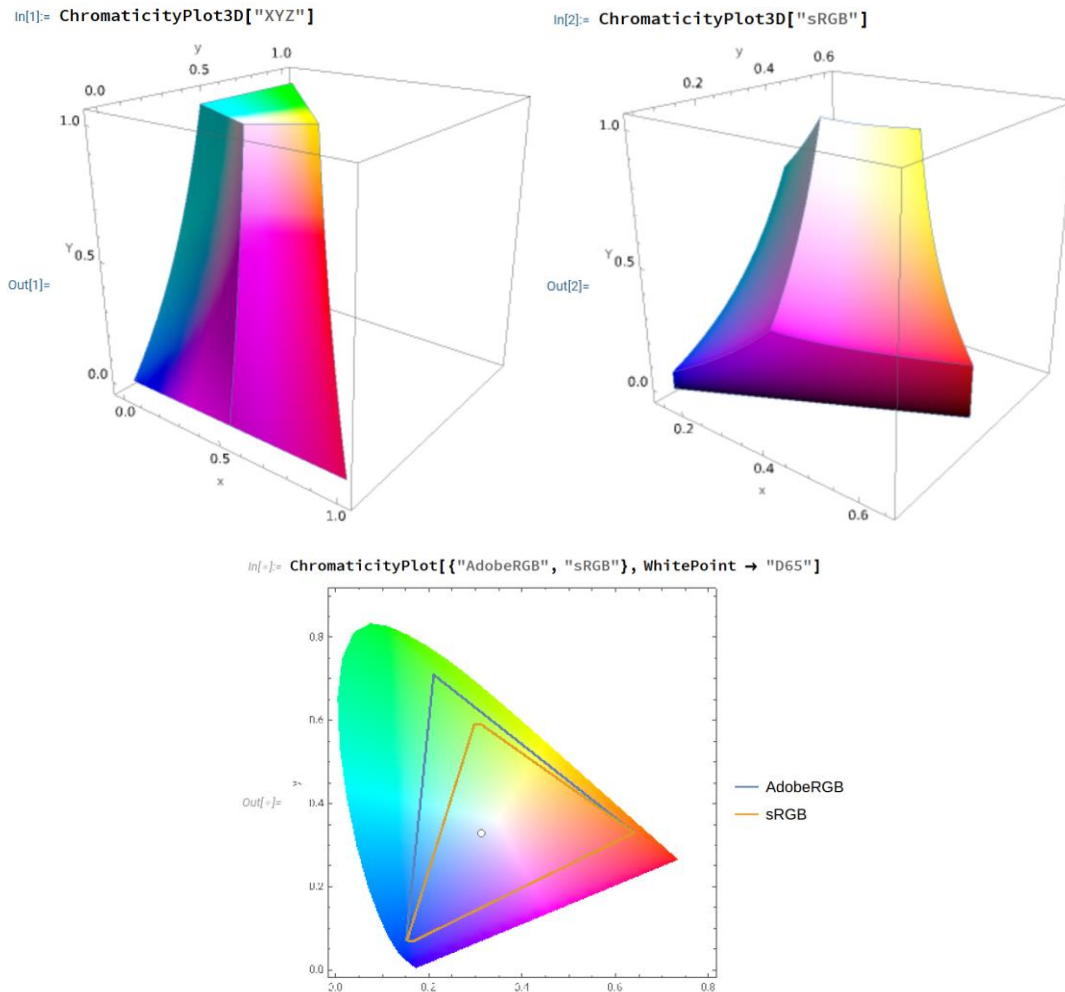 In[1]:= ChromaticityPlot3D["XYZ"]
y
0.0
0.5
1.0
1.0
Y 0.5
0.0
Out[1]=
0.0
0.5
x
1.0
In[2]:= ChromaticityPlot3D["sRGB"]
y
0.2
0.4
0.6
1.0
Y 0.5
0.0
Out[2]=
0.2
0.4
x
0.6
In[∘]:= ChromaticityPlot[{"AdobeRGB", "sRGB"}, WhitePoint → "D65"]
0.8
0.6
y
0.4
0.2
0.0
Out[∘]=
0.0
0.2
0.4
0.6
0.8
AdobeRGB
sRGB